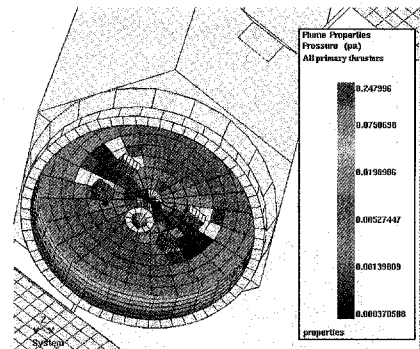 Plume Properties
Pressure (pa)
All primary thrusters
0.247996
0.0750698
0.0198986
0.00527447
0.00139809
0.000370588
properties
System